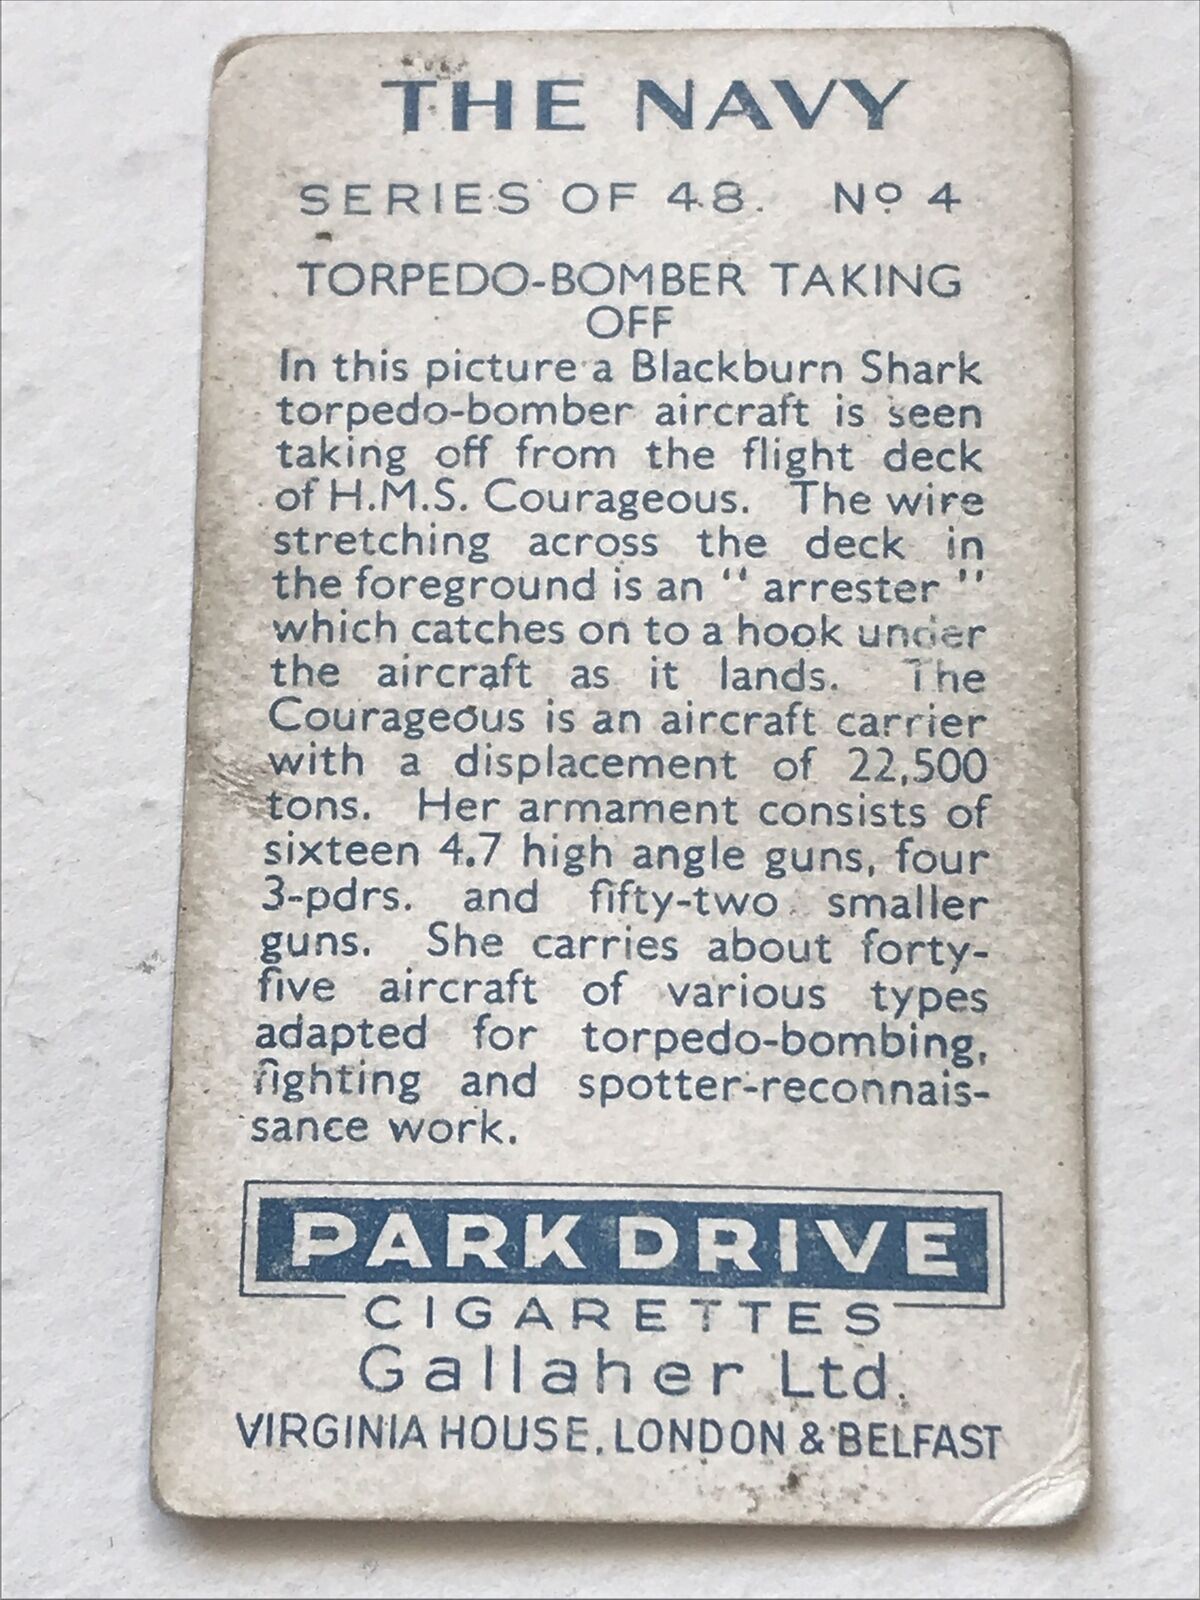 THE NAVY
SERIES OF 48. Nº 4
TORPEDO-BOMBER TAKING
OFF
In this picture a Blackburn Shark
torpedo-bomber aircraft is seen
taking off from the flight deck
of H.M.S. Courageous. The wire
stretching across the deck in
the foreground is an "arrester"
which catches on to a hook under
the aircraft as it lands. The
Courageous is an aircraft carrier
with a displacement of 22,500
tons. Her armament consists of
sixteen 4.7 high angle guns, four
3-pdrs. and fifty-two smaller
guns. She carries about forty-
five aircraft of various types
adapted for torpedo-bombing,
fighting and spotter-reconnais-
sance work.
PARK DRIVE
CIGARETTES
Gallaher Ltd.
VIRGINIA HOUSE, LONDON & BELFAST